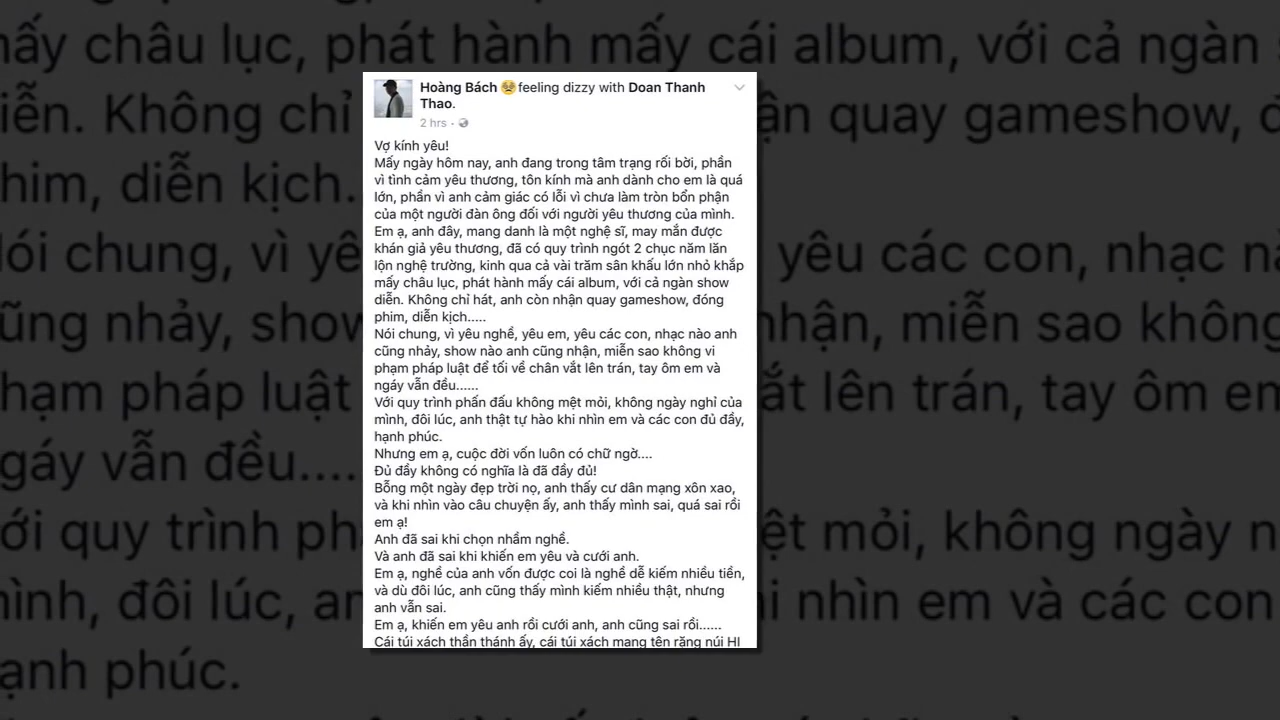 Hoàng Bách 😢 feeling dizzy with Doan Thanh
Thao.
2 hrs ·
Vợ kính yêu!
Mấy ngày hôm nay, anh đang trong tâm trạng rối bời, phần
vì tình cảm yêu thương, tôn kính mà anh dành cho em là quá
lớn, phần vì anh cảm giác có lỗi vì chưa làm tròn bổn phận
của một người đàn ông đối với người yêu thương của mình.
Em ạ, anh đây, mang danh là một nghệ sĩ, may mắn được
khán giả yêu thương, đã có quy trình ngót 2 chục năm lăn
lộn nghệ trường, kinh qua cả vài trăm sân khấu lớn nhỏ khắp
mấy châu lục, phát hành mấy cái album, với cả ngàn show
diễn. Không chỉ hát, anh còn nhận quay gameshow, đóng
phim, diễn kịch.....
Nói chung, vì yêu nghề, yêu em, yêu các con, nhạc nào anh
cũng nhảy, show nào anh cũng nhận, miễn sao không vi
phạm pháp luật để tối về chân vắt lên trán, tay ôm em và
ngáy vẫn đều......
Với quy trình phấn đấu không mệt mỏi, không ngày nghỉ của
mình, đôi lúc, anh thật tự hào khi nhìn em và các con đủ đầy,
hạnh phúc.
Nhưng em ạ, cuộc đời vốn luôn có chữ ngờ....
Đủ đầy không có nghĩa là đã đầy đủ!
Bỗng một ngày đẹp trời nọ, anh thấy cư dân mạng xôn xao,
và khi nhìn vào câu chuyện ấy, anh thấy mình sai, quá sai rồi
em ạ!
Anh đã sai khi chọn nhầm nghề.
Và anh đã sai khi khiến em yêu và cưới anh.
Em ạ, nghề của anh vốn được coi là nghề dễ kiếm nhiều tiền,
và dù đôi lúc, anh cũng thấy mình kiếm nhiều thật, nhưng
anh vẫn sai.
Em ạ, khiến em yêu anh rồi cưới anh, anh cũng sai rồi......
Cái túi xách thần thánh ấy, cái túi xách mang tên rặng núi HI